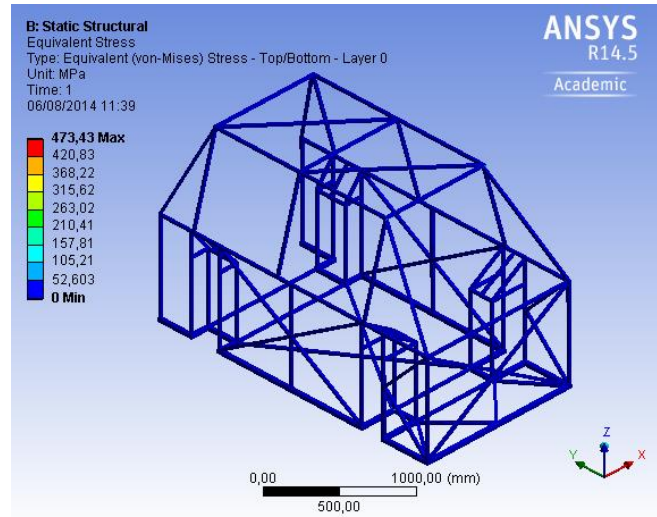 B: Static Structural
Equivalent Stress
Type: Equivalent (von-Mises) Stress - Top/Bottom - Layer 0
Unit: MPa
Time: 1
06/08/2014 11:39
ANSYS
R14.5
Academic
473,43 Max
420,83
368,22
315,62
263,02
210,41
157,81
105,21
52,603
0 Min
0,00
1000,00 (mm)
500,00
Z
Y
X